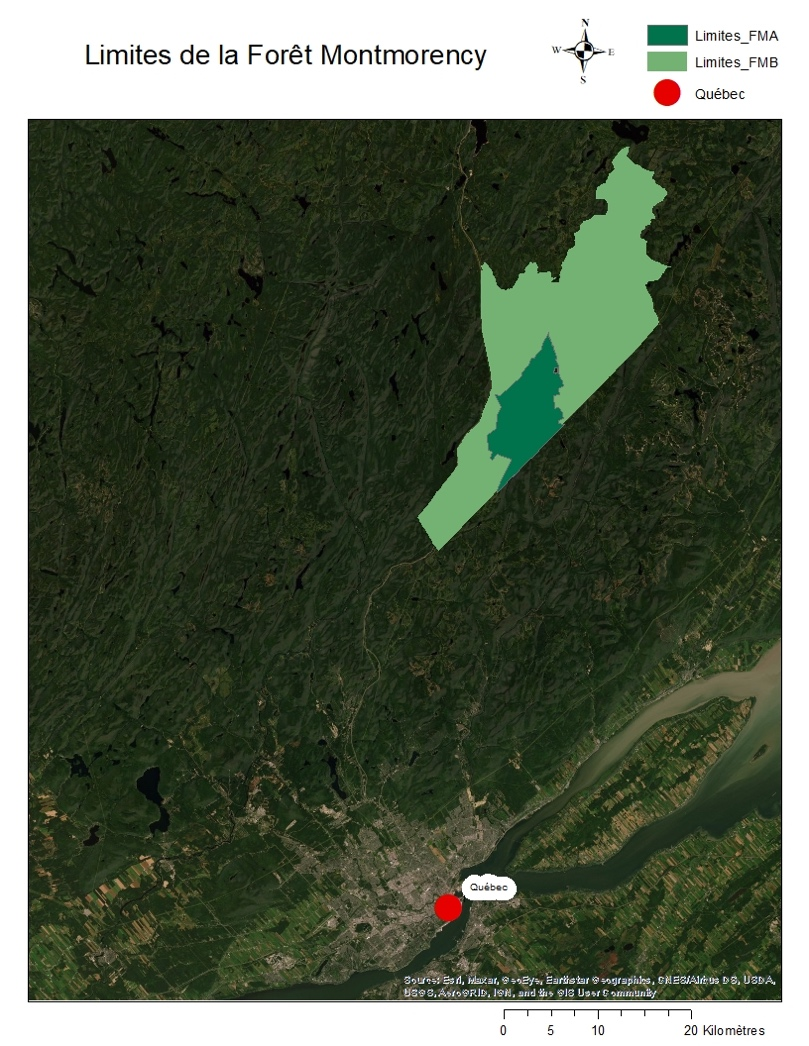 Limites de la Forêt Montmorency
N
W E
S
Limites_FMA
Limites_FMB
Québec
Québec
Source: Esri, Maxar, GeoEye, Earthstar Geographics, CNES/Airbus DS, USDA,
USGS, AeroGRID, IGN, and the GIS User Community
0 5 10 20 Kilomètres